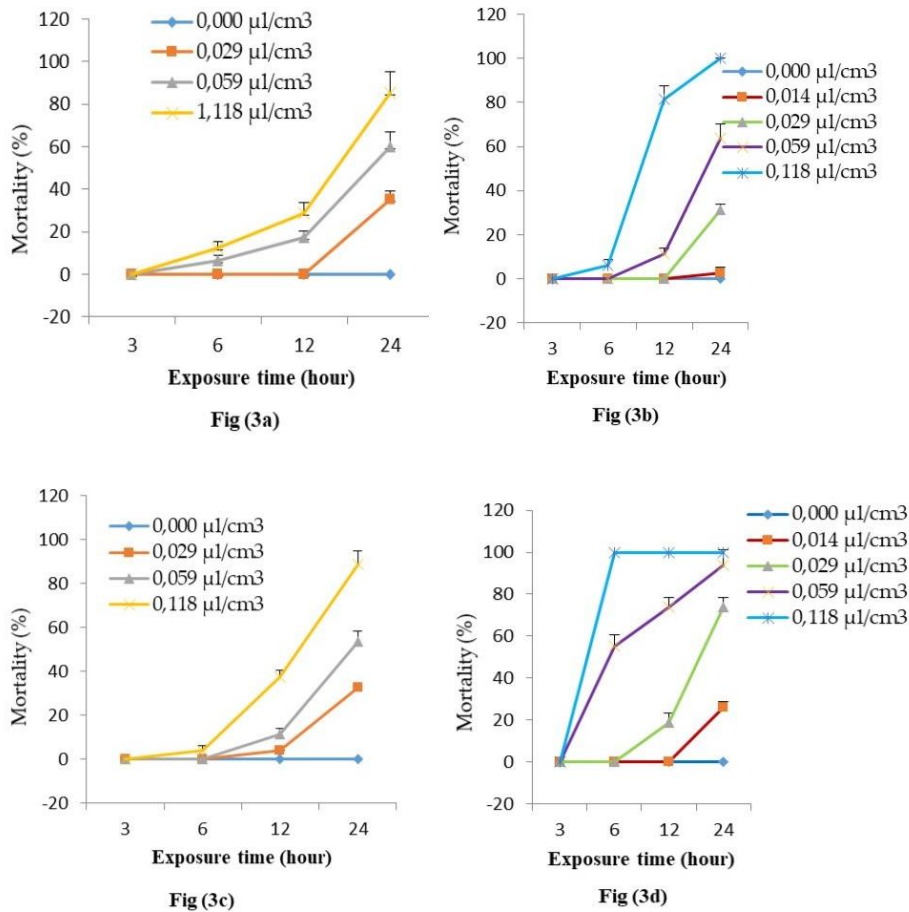 120
100
80
60
40
20
0
-20
Mortality (%)
0,000 µl/cm3
0,029 µl/cm3
0,059 µl/cm3
1,118 µl/cm3
3 6 12 24
Exposure time (hour)
Fig (3a)
120
100
80
60
40
20
0
-20
Mortality (%)
0,000 µl/cm3
0,014 µl/cm3
0,029 µl/cm3
0,059 µl/cm3
0,118 µl/cm3
3 6 12 24
Exposure time (hour)
Fig (3b)
120
100
80
60
40
20
0
-20
Mortality (%)
0,000 µl/cm3
0,029 µl/cm3
0,059 µl/cm3
0,118 µl/cm3
3 6 12 24
Exposure time (hour)
Fig (3c)
120
100
80
60
40
20
0
-20
Mortality (%)
0,000 µl/cm3
0,014 µl/cm3
0,029 µl/cm3
0,059 µl/cm3
0,118 µl/cm3
3 6 12 24
Exposure time (hour)
Fig (3d)